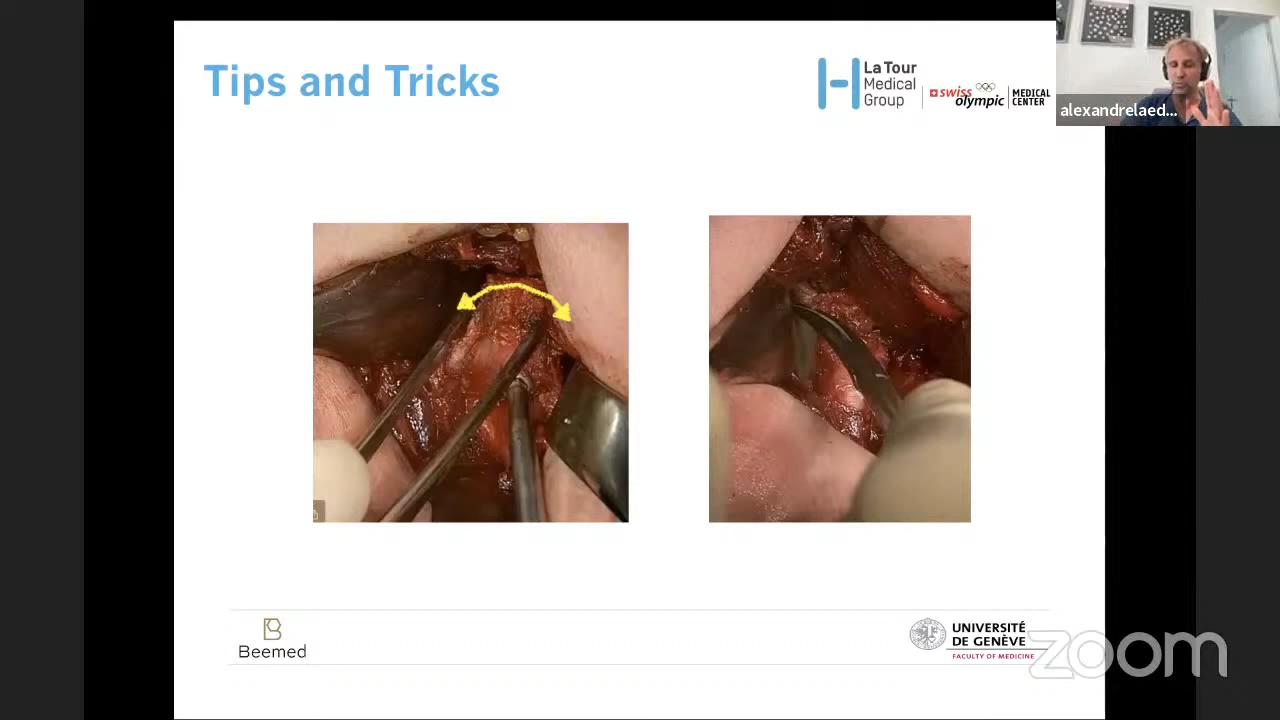 Tips and Tricks
La Tour
Medical
Group
swiss
olympic
MEDICAL
CENTER
alexandrelaed...
Beemed
UNIVERSITÉ
DE GENÈVE
FACULTY OF MEDICINE
zoom